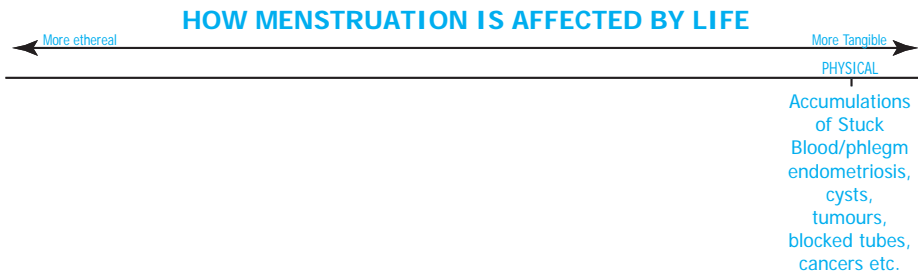 HOW MENSTRUATION IS AFFECTED BY LIFE
More ethereal
More Tangible
PHYSICAL
Accumulations
of Stuck
Blood/phlegm
endometriosis,
cysts,
tumours,
blocked tubes,
cancers etc.